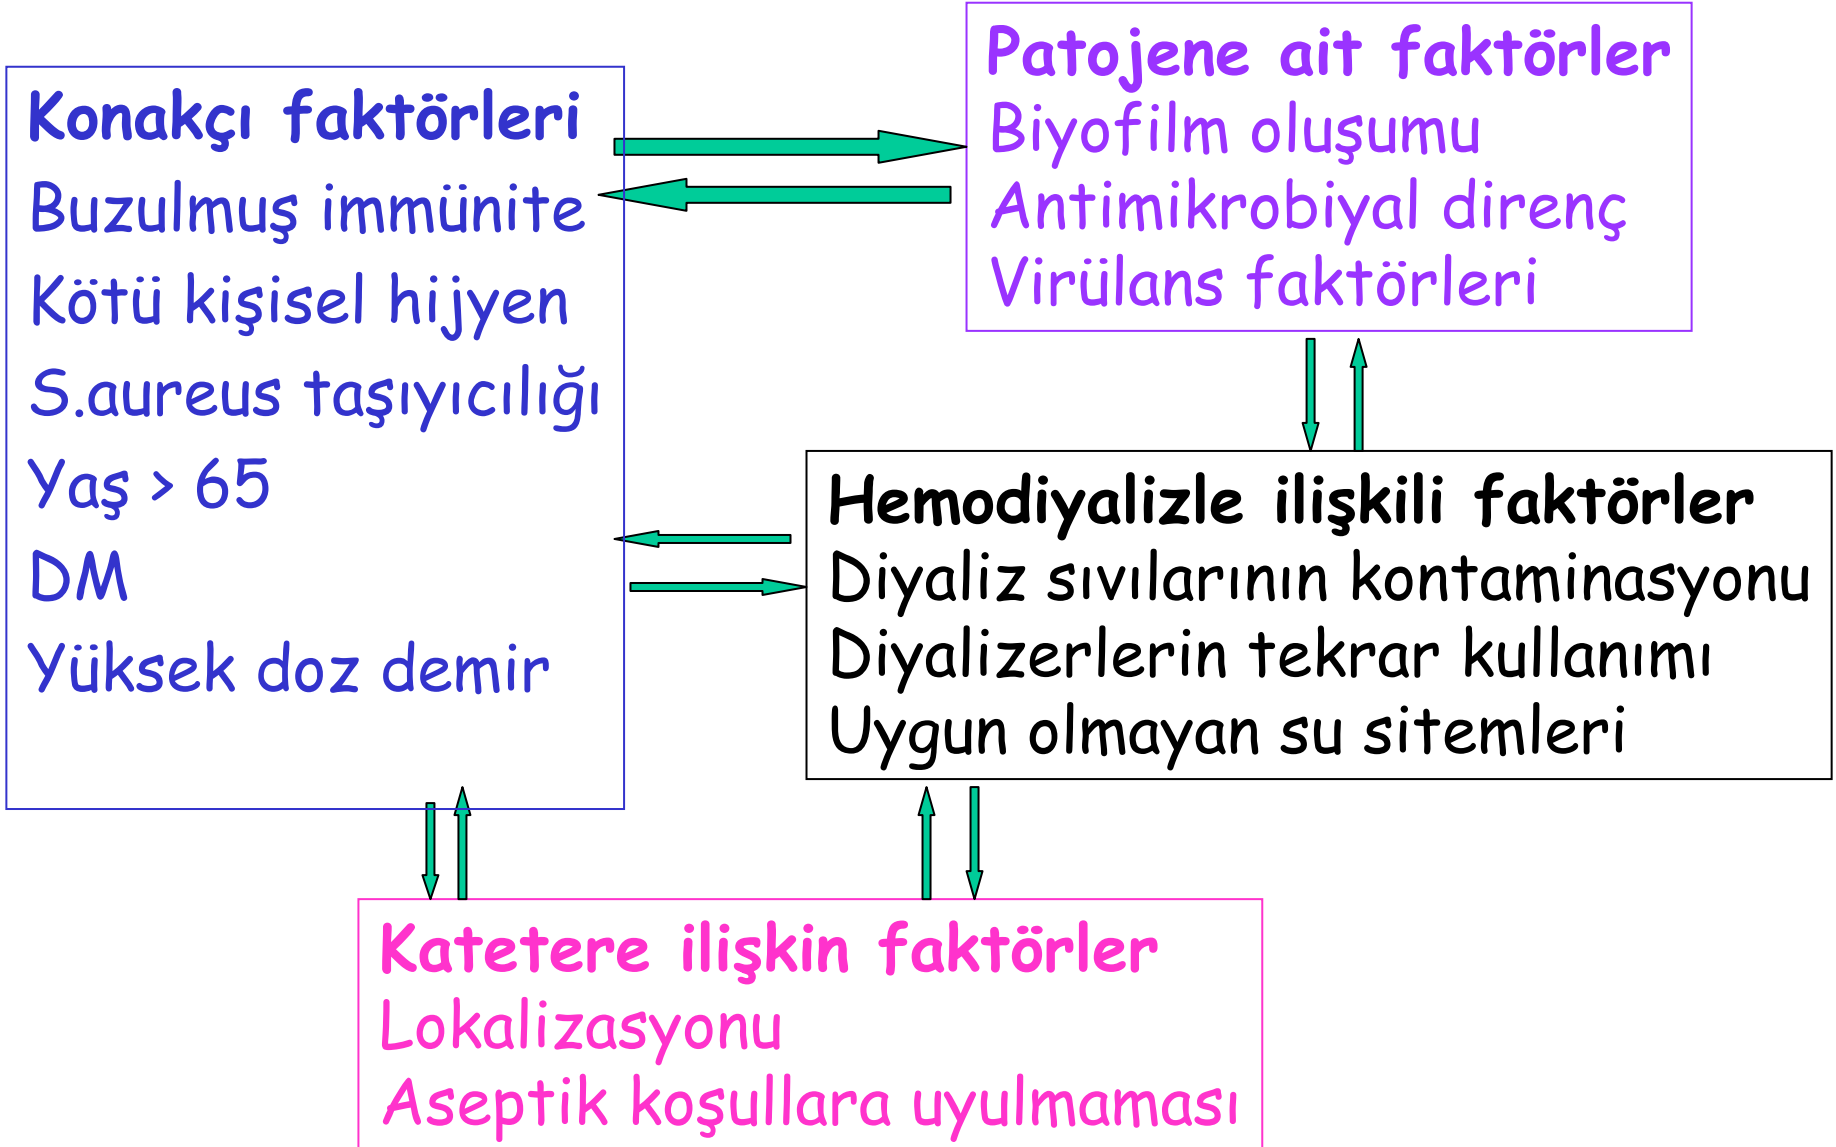 Konakçı faktörleri
Buzulmuş immünite
Kötü kişisel hijyen
S.aureus taşıyıcılığı
Yaş > 65
DM
Yüksek doz demir
Patojene ait faktörler
Biyofilm oluşumu
Antimikrobiyal direnç
Virülans faktörleri
Hemodiyalizle ilişkili faktörler
Diyaliz sıvılarının kontaminasyonu
Diyalizerlerin tekrar kullanımı
Uygun olmayan su sitemleri
Katetere ilişkin faktörler
Lokalizasyonu
Aseptik koşullara uyulmaması